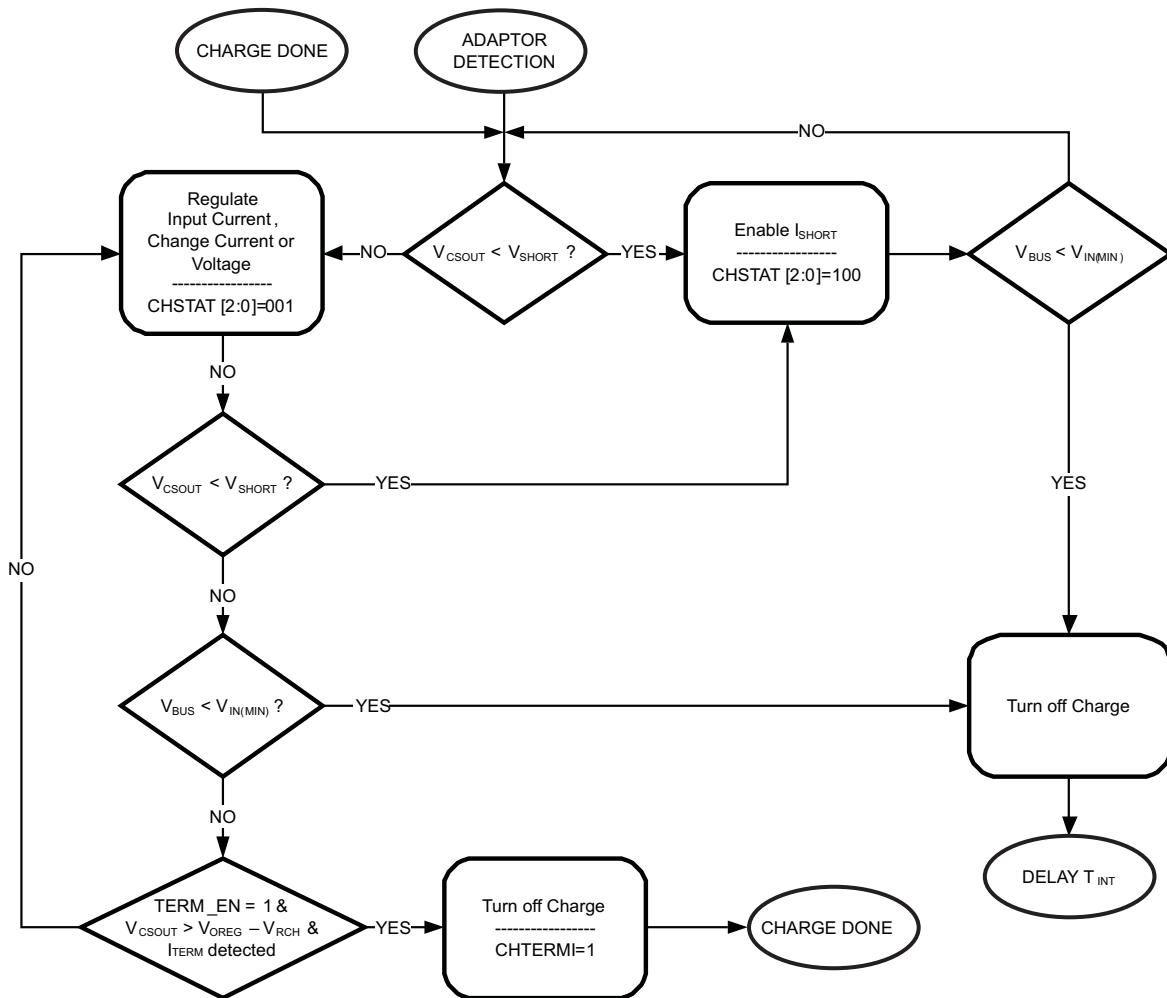 CHARGE DONE
ADAPTOR
DETECTION
NO
Regulate
Input Current,
Change Current or
Voltage
-----------------
CHSTAT [2:0]=001
NO
V_CSOUT < V_SHORT ?
YES
Enable I_SHORT
-----------------
CHSTAT [2:0]=100
V_BUS < V_IN(MIN)
NO
V_CSOUT < V_SHORT ?
YES
YES
NO
NO
V_BUS < V_IN(MIN) ?
YES
Turn off Charge
NO
DELAY T_INT
TERM_EN = 1 &
V_CSOUT > V_OREG – V_RCH &
I_TERM detected
YES
Turn off Charge
-----------------
CHTERMI=1
CHARGE DONE